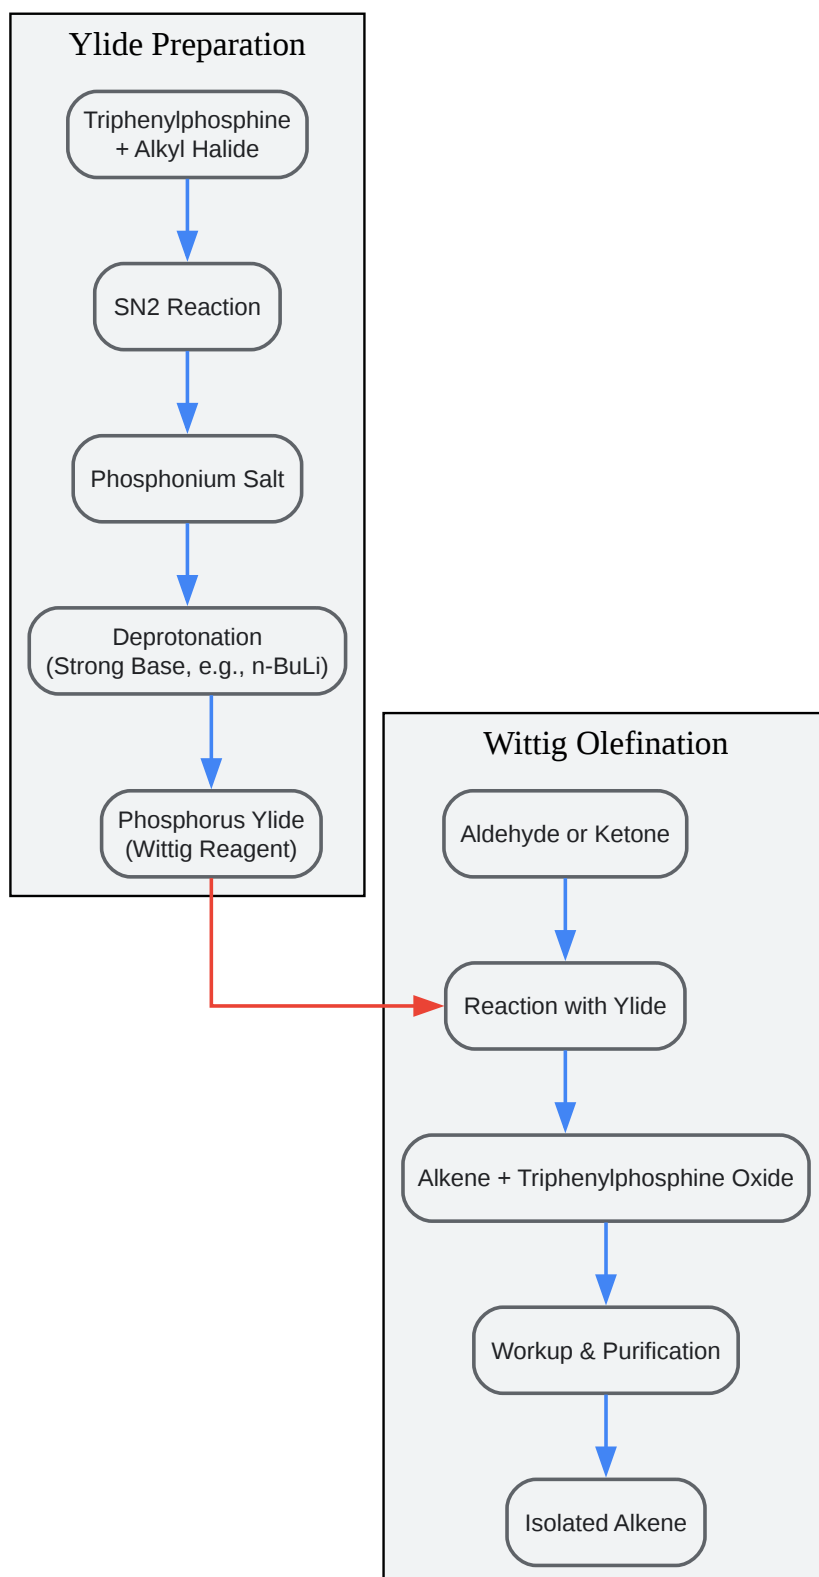 Ylide Preparation
Triphenylphosphine
+ Alkyl Halide
SN2 Reaction
Phosphonium Salt
Deprotonation
(Strong Base, e.g., n-BuLi)
Phosphorus Ylide
(Wittig Reagent)
Wittig Olefination
Aldehyde or Ketone
Reaction with Ylide
Alkene + Triphenylphosphine Oxide
Workup & Purification
Isolated Alkene